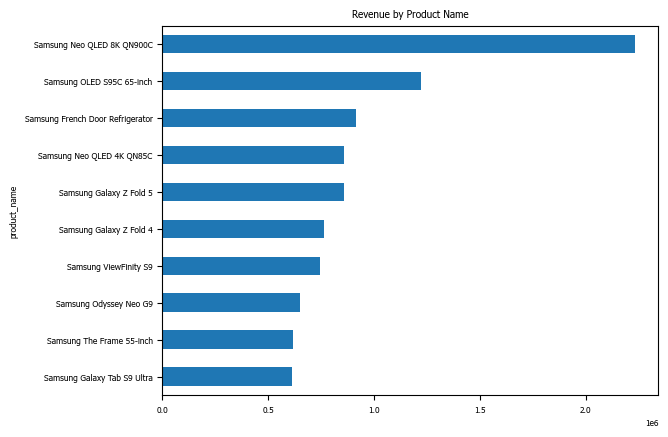 Revenue by Product Name
Samsung Neo QLED 8K QN900C
Samsung OLED S95C 65-inch
Samsung French Door Refrigerator
Samsung Neo QLED 4K QN85C
Samsung Galaxy Z Fold 5
Samsung Galaxy Z Fold 4
Samsung ViewFinity S9
Samsung Odyssey Neo G9
Samsung The Frame 55-inch
Samsung Galaxy Tab S9 Ultra
product_name
0.0 0.5 1.0 1.5 2.0
1e6